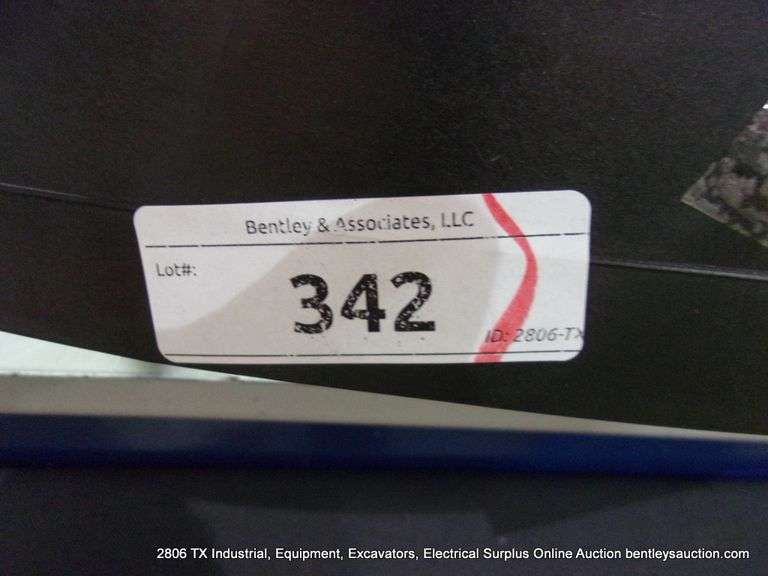 Bentley & Associates, LLC
Lot#:
342
ID: 2806-TX
2806 TX Industrial, Equipment, Excavators, Electrical Surplus Online Auction bentleysauction.com